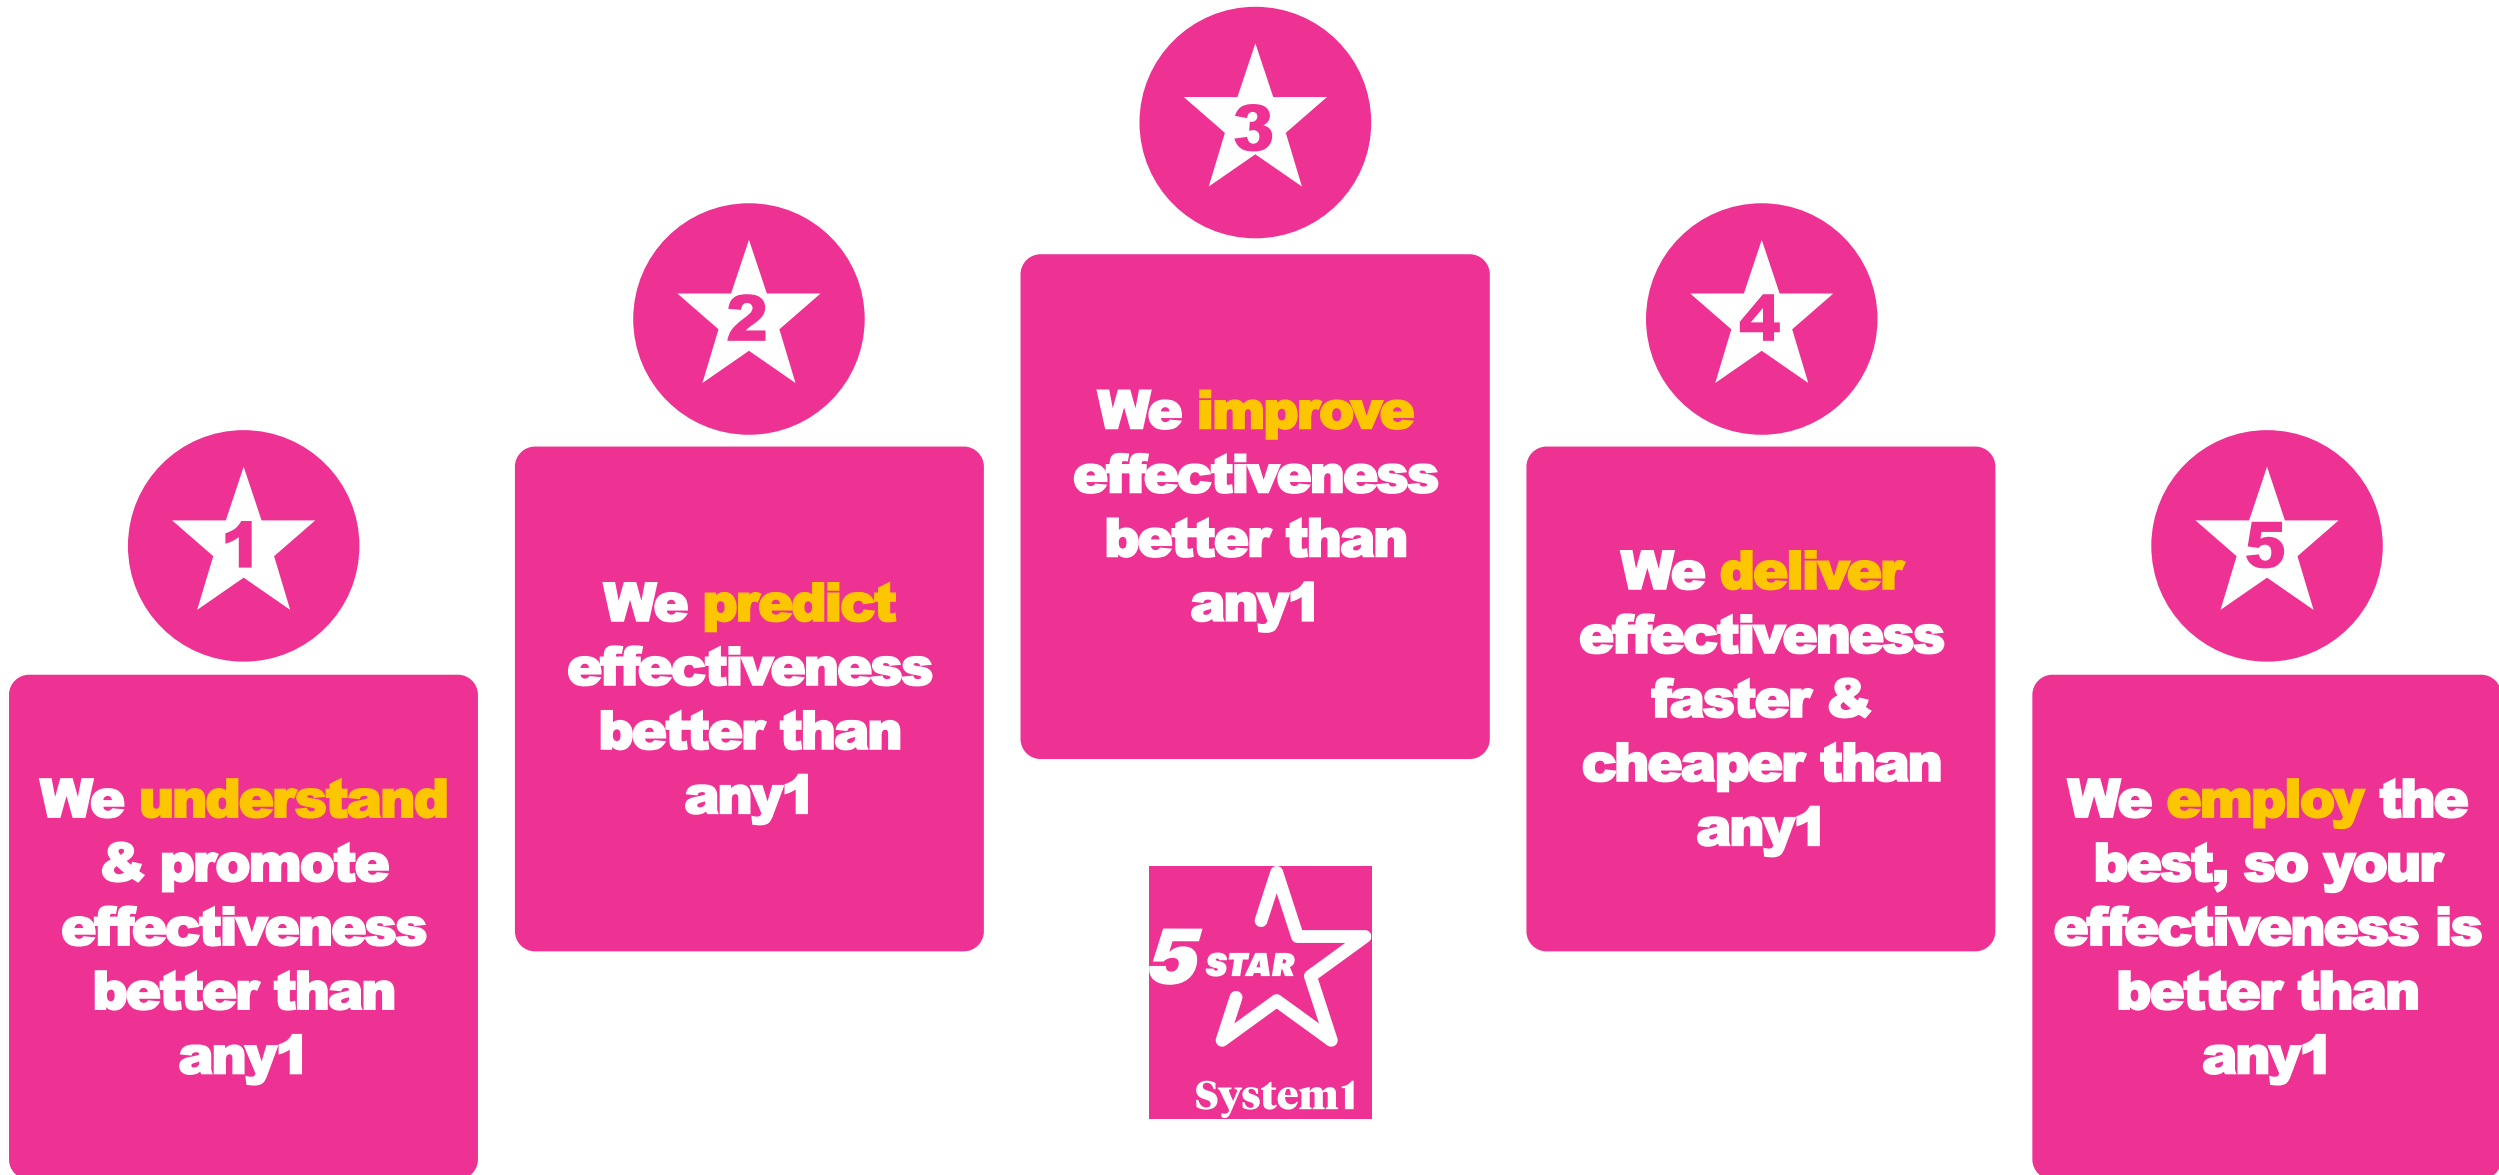 1
We understand
& promote
effectiveness
better than
any1
2
We predict
effectiveness
better than
any1
3
We improve
effectiveness
better than
any1
4
We deliver
effectiveness
faster &
cheaper than
any1
5
We employ the
best, so your
effectiveness is
better than
any1
5 STAR
System1